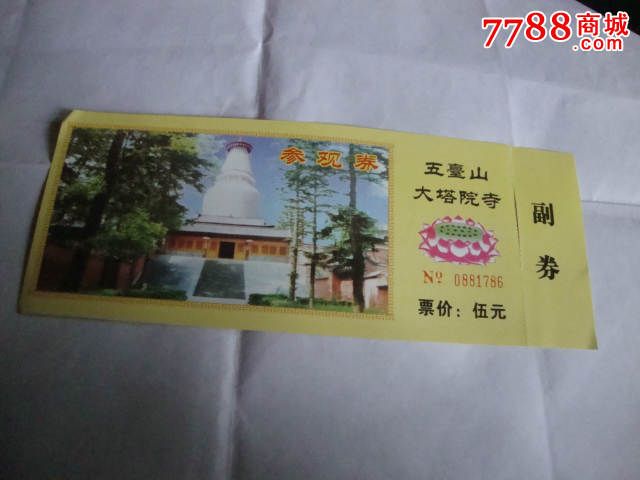 7788商城
.com
参观券
五臺山
大塔院寺
Nº 0881786
票价：伍元
副券